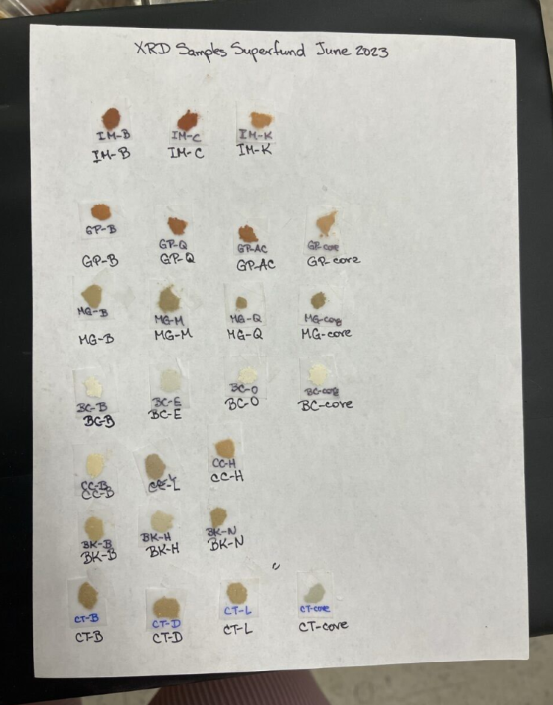 XRD Samples Superfund June 2023
IM-B IM-C IM-K
IM-B IM-C IM-K
GP-B GP-Q GP-AC GP-core
GP-B GP-Q GP-AC GP-core
MG-B MG-M MG-Q MG-core
MG-B MG-M MG-Q MG-core
BC-B BC-E BC-O BC-core
BC-B BC-E BC-O BC-core
CC-B CC-L CC-H
CC-B CC-L CC-H
BK-B BK-H BK-N
BK-B BK-H BK-N
CT-B CT-D CT-L CT-core
CT-B CT-D CT-L CT-core